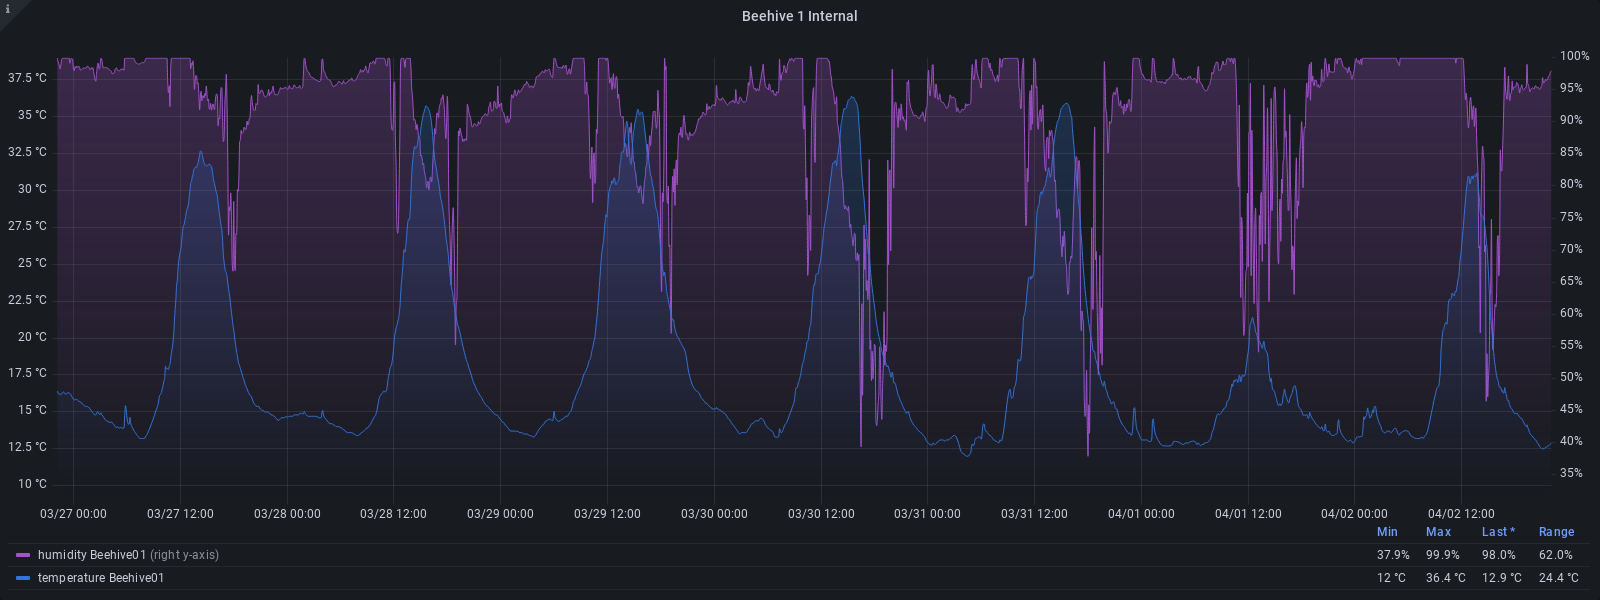 i
Beehive 1 Internal
37.5 °C
35 °C
32.5 °C
30 °C
27.5 °C
25 °C
22.5 °C
20 °C
17.5 °C
15 °C
12.5 °C
10 °C
100%
95%
90%
85%
80%
75%
70%
65%
60%
55%
50%
45%
40%
35%
03/27 00:00 03/27 12:00 03/28 00:00 03/28 12:00 03/29 00:00 03/29 12:00 03/30 00:00 03/30 12:00 03/31 00:00 03/31 12:00 04/01 00:00 04/01 12:00 04/02 00:00 04/02 12:00
Min Max Last * Range
humidity Beehive01 (right y-axis) 37.9% 99.9% 98.0% 62.0%
temperature Beehive01 12 °C 36.4 °C 12.9 °C 24.4 °C